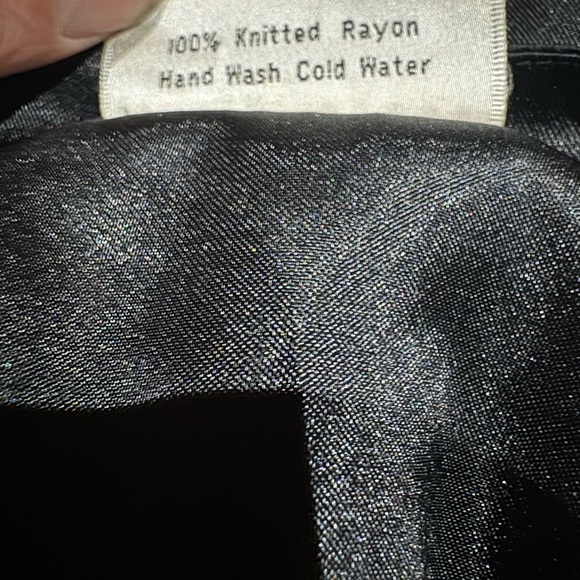 100% Knitted Rayon
Hand Wash Cold Water